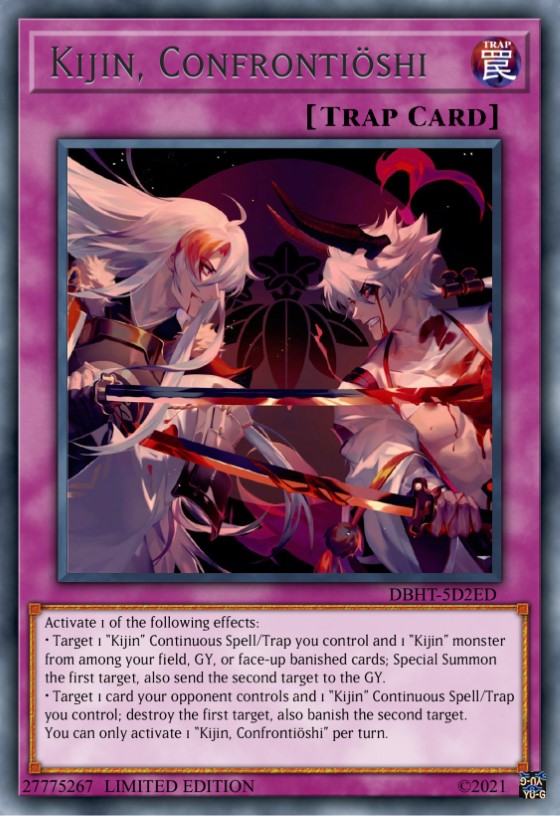 Kijin, Confrontiöshi
TRAP
罠
[Trap Card]
DBHT-5D2ED
Activate 1 of the following effects:
• Target 1 "Kijin" Continuous Spell/Trap you control and 1 "Kijin" monster
from among your field, GY, or face-up banished cards; Special Summon
the first target, also send the second target to the GY.
• Target 1 card your opponent controls and 1 "Kijin" Continuous Spell/Trap
you control; destroy the first target, also banish the second target.
You can only activate 1 "Kijin, Confrontiöshi" per turn.
27775267 LIMITED EDITION ©2021